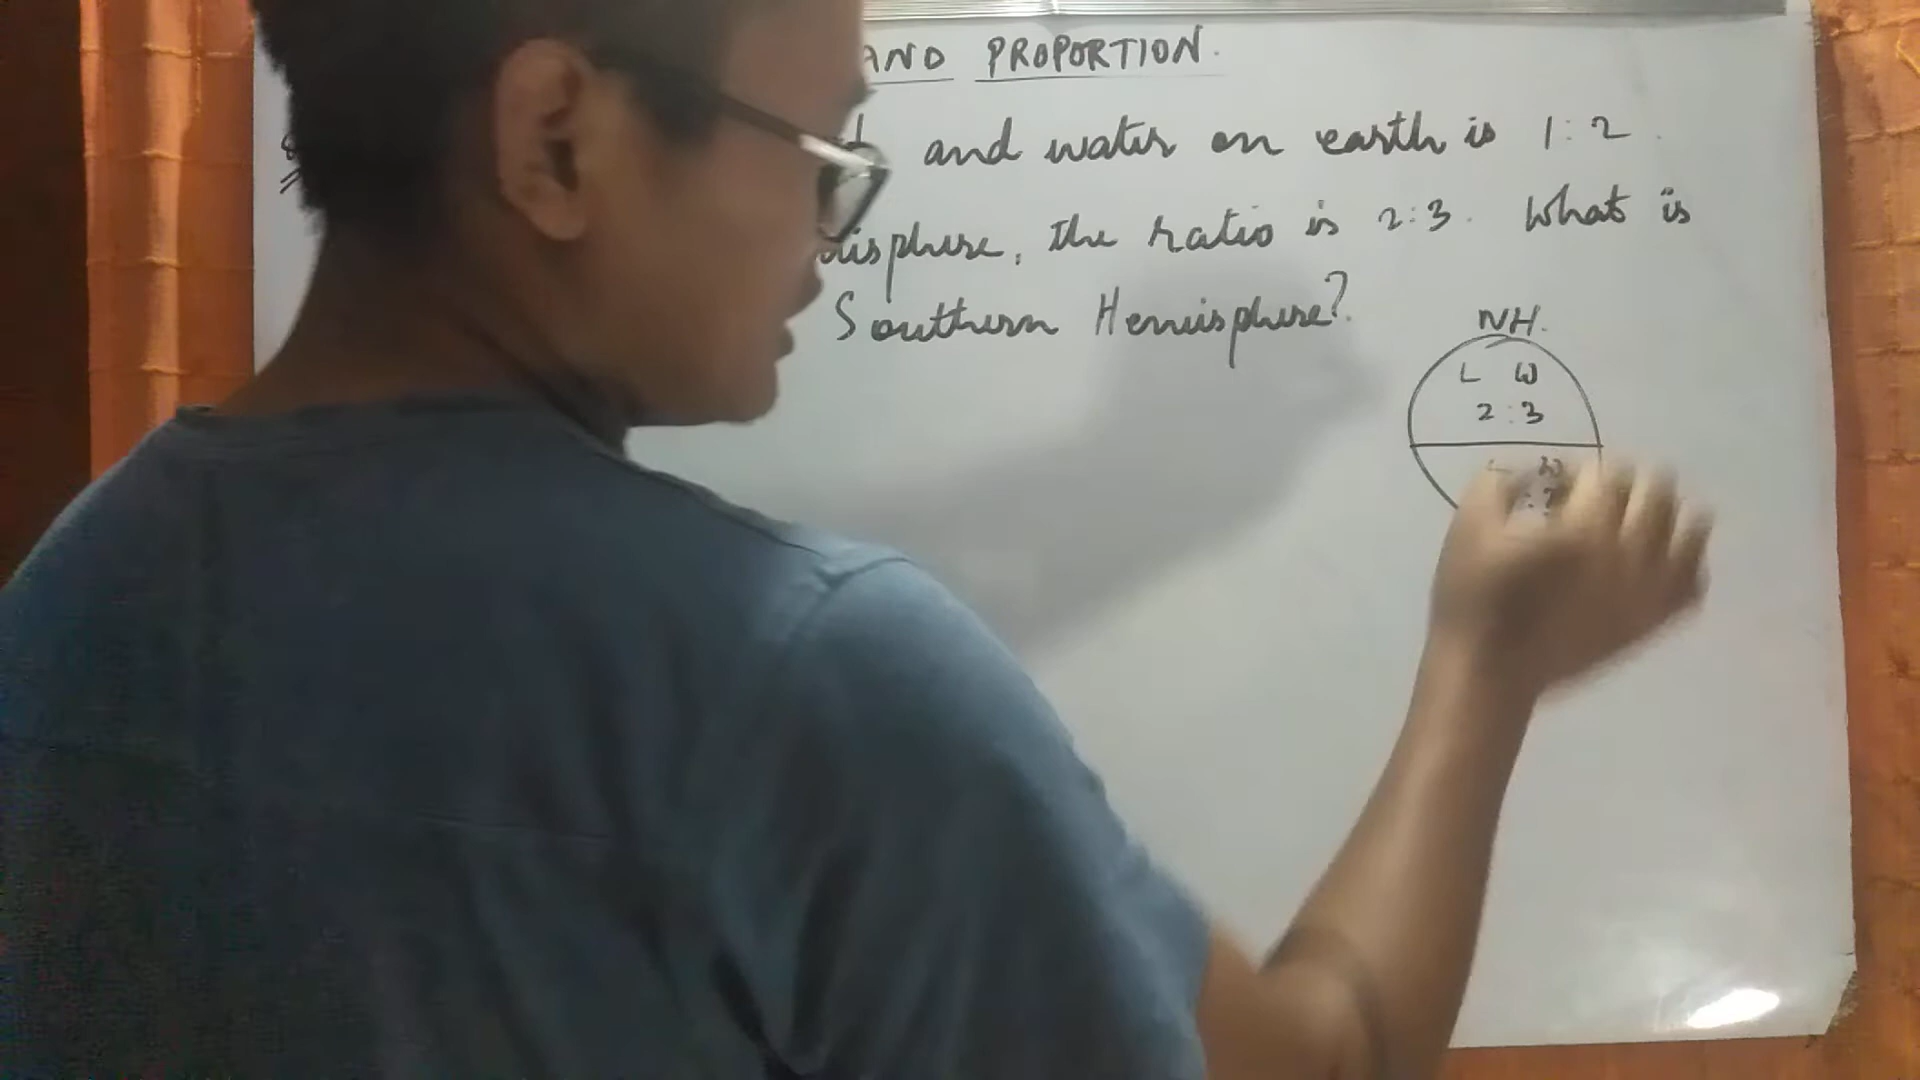 AND PROPORTION.
and water on earth is 1:2.
the ratio is 2:3. What is
Southern Hemisphere?
NH.
L W
2:3
L W
: ?